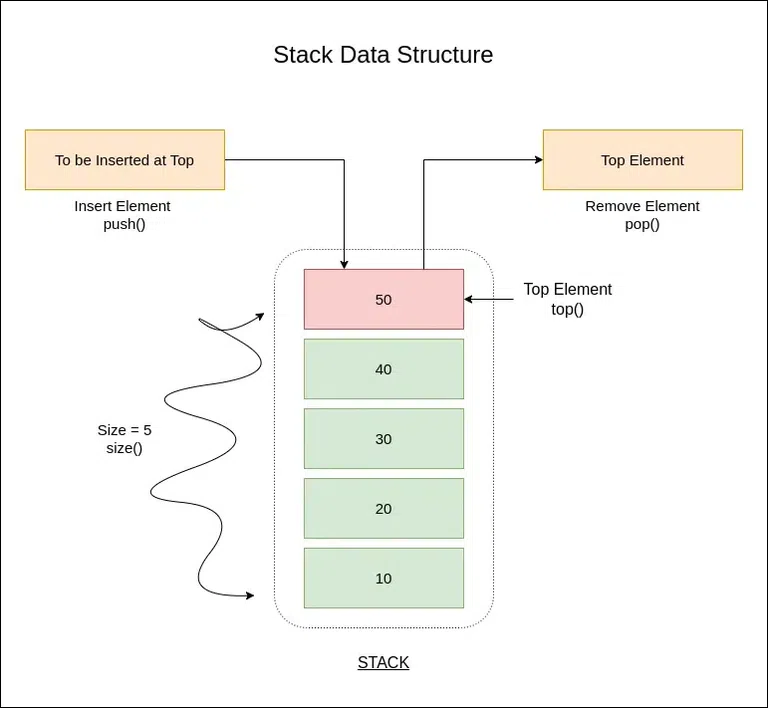 Stack Data Structure
To be Inserted at Top
Top Element
Insert Element
push()
Remove Element
pop()
50
Top Element
top()
40
30
Size = 5
size()
20
10
STACK